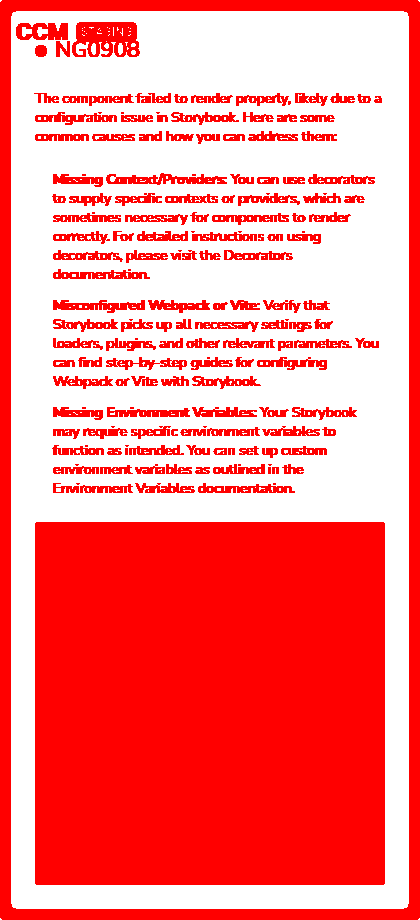 CCM
NG0908
The component failed to render properly, likely due to a
configuration issue in Storybook. Here are some
common causes and how you can address them:
Missing Context/Providers: You can use decorators
to supply specific contexts or providers, which are
sometimes necessary for components to render
correctly. For detailed instructions on using
decorators, please visit the Decorators
documentation.
Misconfigured Webpack or Vite: Verify that
Storybook picks up all necessary settings for
loaders, plugins, and other relevant parameters. You
can find step-by-step guides for configuring
Webpack or Vite with Storybook.
Missing Environment Variables: Your Storybook
may require specific environment variables to
function as intended. You can set up custom
environment variables as outlined in the
Environment Variables documentation.